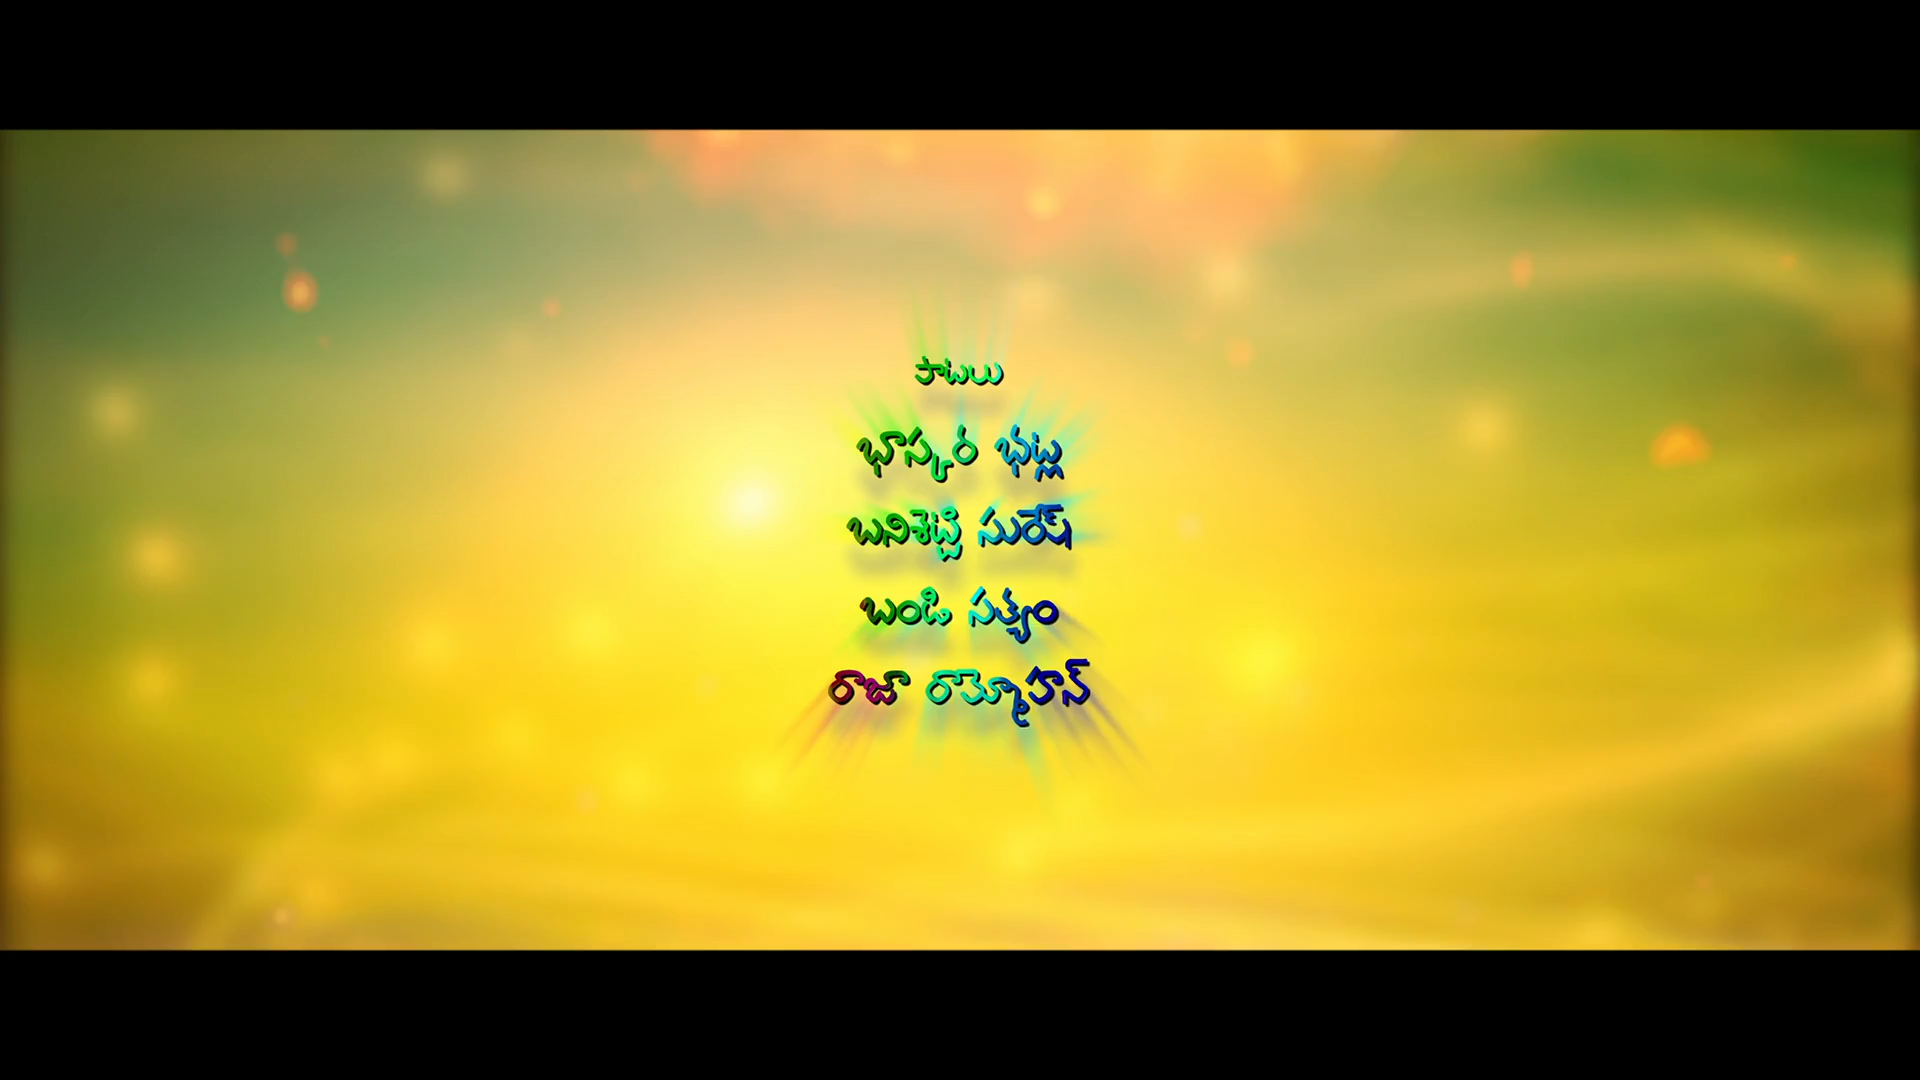 పాటలు
భాస్కర భట్ల
బనిశెట్టి సురేష్
బండి సత్యం
రాజా రామ్మోహన్